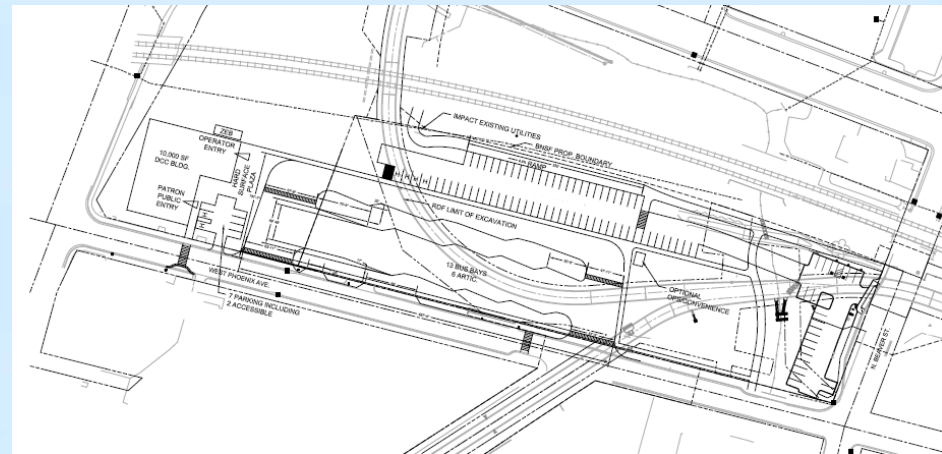 IMPACT EXISTING UTILITIES
BNSF PROP. BOUNDARY
RAMP
ZEB
OPERATOR
ENTRY
10,000 SF
DCC BLDG.
HARD
SURFACE
PLAZA
PATRON
PUBLIC
ENTRY
RDF LIMIT OF EXCAVATION
13 BUS BAYS
6 ARTIC.
WEST PHOENIX AVE.
7 PARKING INCLUDING
2 ACCESSIBLE
OPTIONAL
OPS CONVENIENCE
N. BEAVER ST.